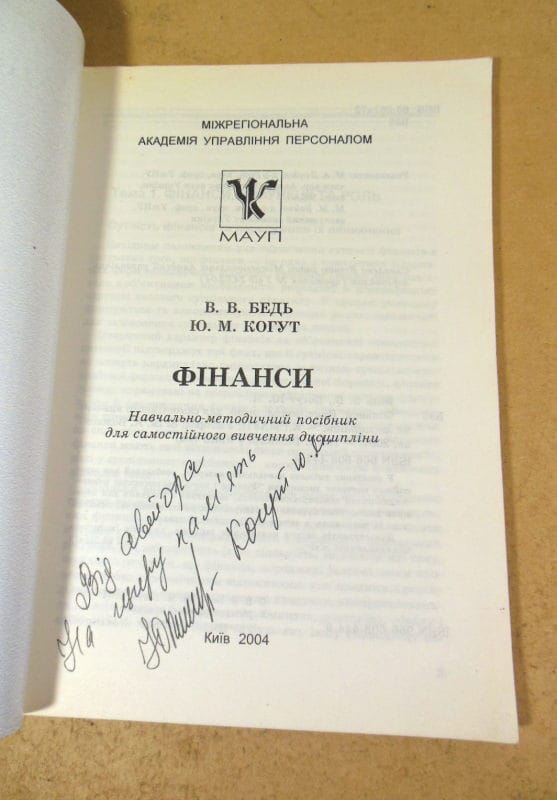 МІЖРЕГІОНАЛЬНА
АКАДЕМІЯ УПРАВЛІННЯ ПЕРСОНАЛОМ
МАУП
В. В. БЕДЬ
Ю. М. КОГУТ
ФІНАНСИ
Навчально-методичний посібник
для самостійного вивчення дисципліни
Від автора
На щиру пам'ять
Когут Ю.М.
Київ 2004